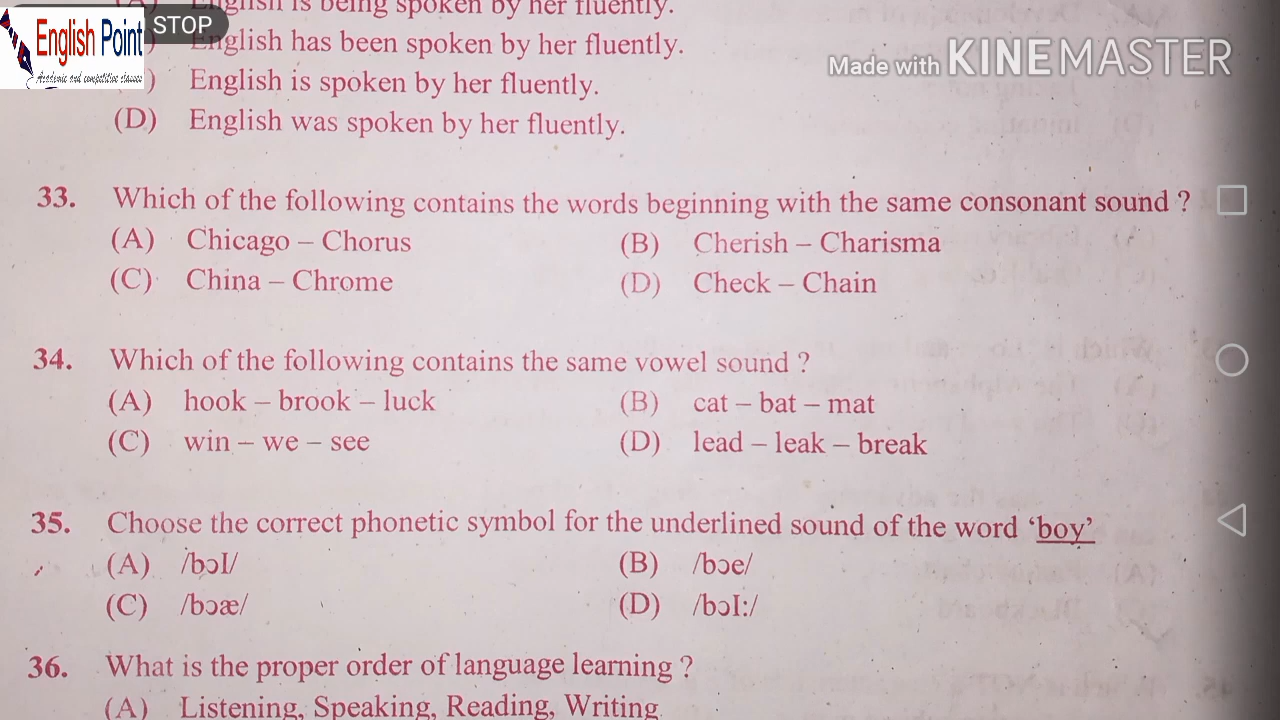 English is being spoken by her fluently.
English Point
STOP
Academic and competitive classes
English has been spoken by her fluently.
Made with KINEMASTER
) English is spoken by her fluently.
(D) English was spoken by her fluently.
33. Which of the following contains the words beginning with the same consonant sound ?
(A) Chicago – Chorus (B) Cherish – Charisma
(C) China – Chrome (D) Check – Chain
34. Which of the following contains the same vowel sound ?
(A) hook – brook – luck (B) cat – bat – mat
(C) win – we – see (D) lead – leak – break
35. Choose the correct phonetic symbol for the underlined sound of the word ‘boy’
(A) /bɔI/ (B) /bɔe/
(C) /bɔæ/ (D) /bɔI:/
36. What is the proper order of language learning ?
(A) Listening, Speaking, Reading, Writing